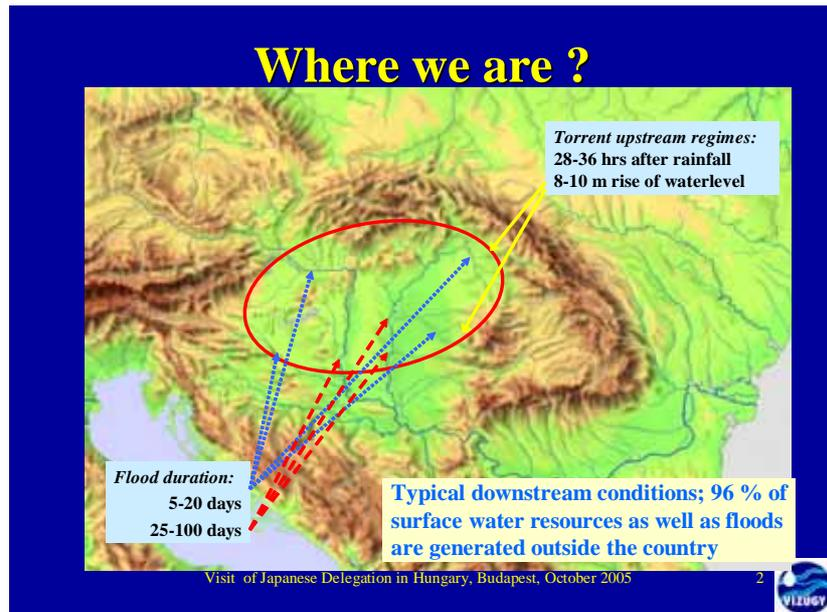 Where we are ?
Torrent upstream regimes:
28-36 hrs after rainfall
8-10 m rise of waterlevel
Flood duration:
5-20 days
25-100 days
Typical downstream conditions; 96 % of
surface water resources as well as floods
are generated outside the country
Visit of Japanese Delegation in Hungary, Budapest, October 2005
2
VIZUGY